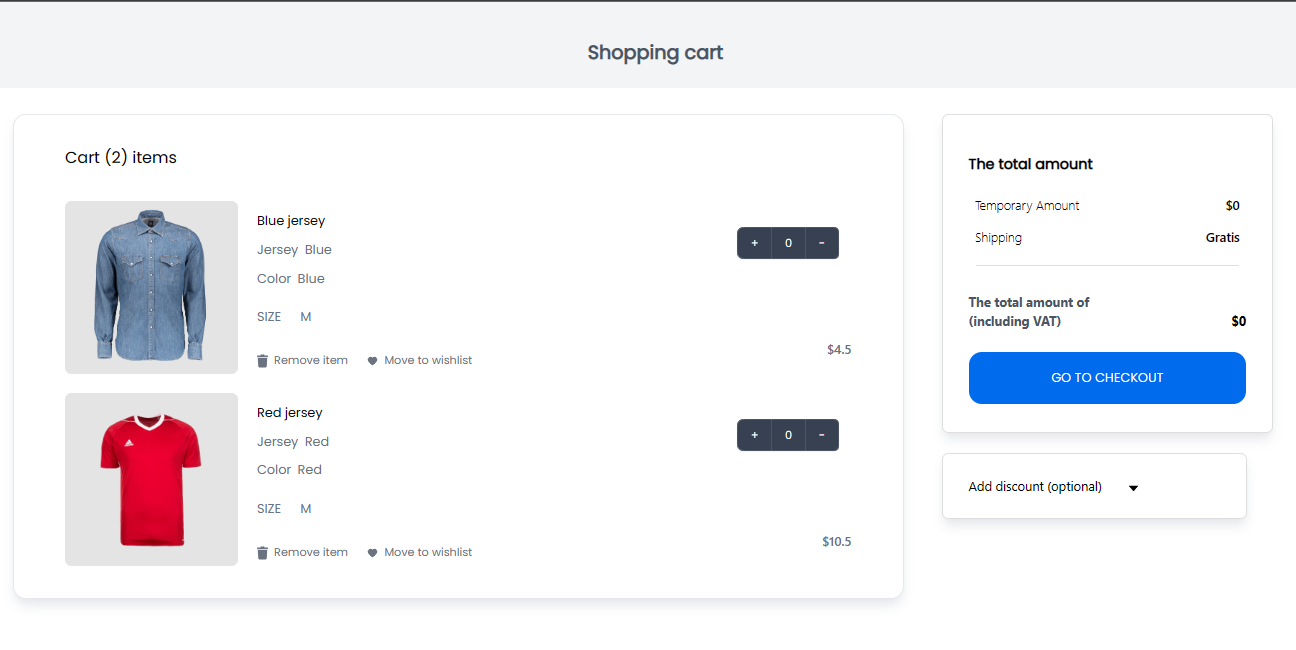 Shopping cart
Cart (2) items
Blue jersey
+ 0 -
Jersey Blue
Color Blue
SIZE M
$4.5
Remove item Move to wishlist
Red jersey
+ 0 -
Jersey Red
Color Red
SIZE M
$10.5
Remove item Move to wishlist
The total amount
Temporary Amount $0
Shipping Gratis
The total amount of
(including VAT) $0
GO TO CHECKOUT
Add discount (optional)